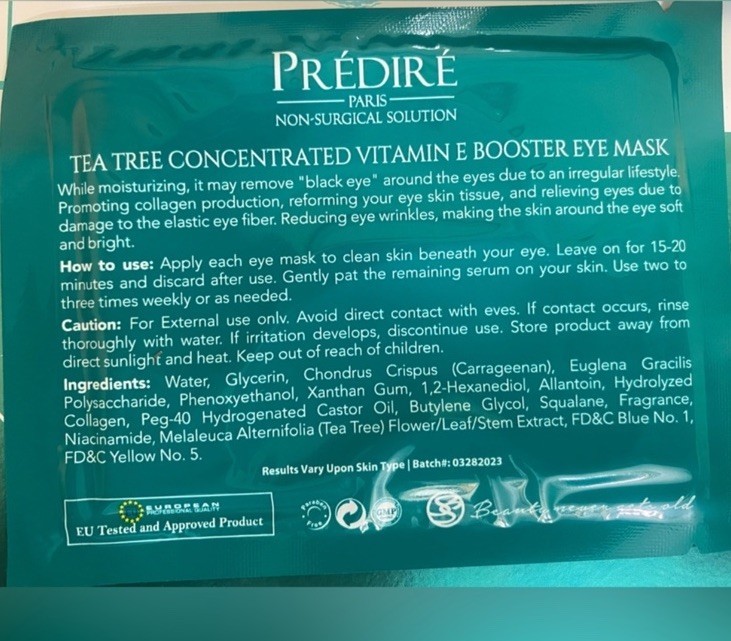 PRÉDIRÉ
PARIS
NON-SURGICAL SOLUTION
TEA TREE CONCENTRATED VITAMIN E BOOSTER EYE MASK
While moisturizing, it may remove "black eye" around the eyes due to an irregular lifestyle.
Promoting collagen production, reforming your eye skin tissue, and relieving eyes due to
damage to the elastic eye fiber. Reducing eye wrinkles, making the skin around the eye soft
and bright.
How to use: Apply each eye mask to clean skin beneath your eye. Leave on for 15-20
minutes and discard after use. Gently pat the remaining serum on your skin. Use two to
three times weekly or as needed.
Caution: For External use only. Avoid direct contact with eyes. If contact occurs, rinse
thoroughly with water. If irritation develops, discontinue use. Store product away from
direct sunlight and heat. Keep out of reach of children.
Ingredients: Water, Glycerin, Chondrus Crispus (Carrageenan), Euglena Gracilis
Polysaccharide, Phenoxyethanol, Xanthan Gum, 1,2-Hexanediol, Allantoin, Hydrolyzed
Collagen, Peg-40 Hydrogenated Castor Oil, Butylene Glycol, Squalane, Fragrance,
Niacinamide, Melaleuca Alternifolia (Tea Tree) Flower/Leaf/Stem Extract, FD&C Blue No. 1,
FD&C Yellow No. 5.
Results Vary Upon Skin Type | Batch#: 03282023
EUROPEAN
PROFESSIONAL QUALITY
EU Tested and Approved Product
Paraben
Free
GMP
Beauty never gets old